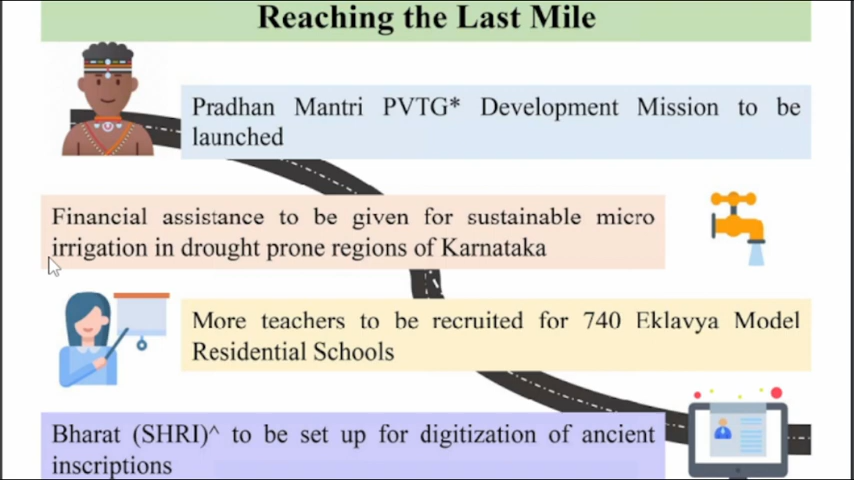 Reaching the Last Mile
Pradhan Mantri PVTG* Development Mission to be
launched
Financial assistance to be given for sustainable micro
irrigation in drought prone regions of Karnataka
More teachers to be recruited for 740 Eklavya Model
Residential Schools
Bharat (SHRI)^ to be set up for digitization of ancient
inscriptions